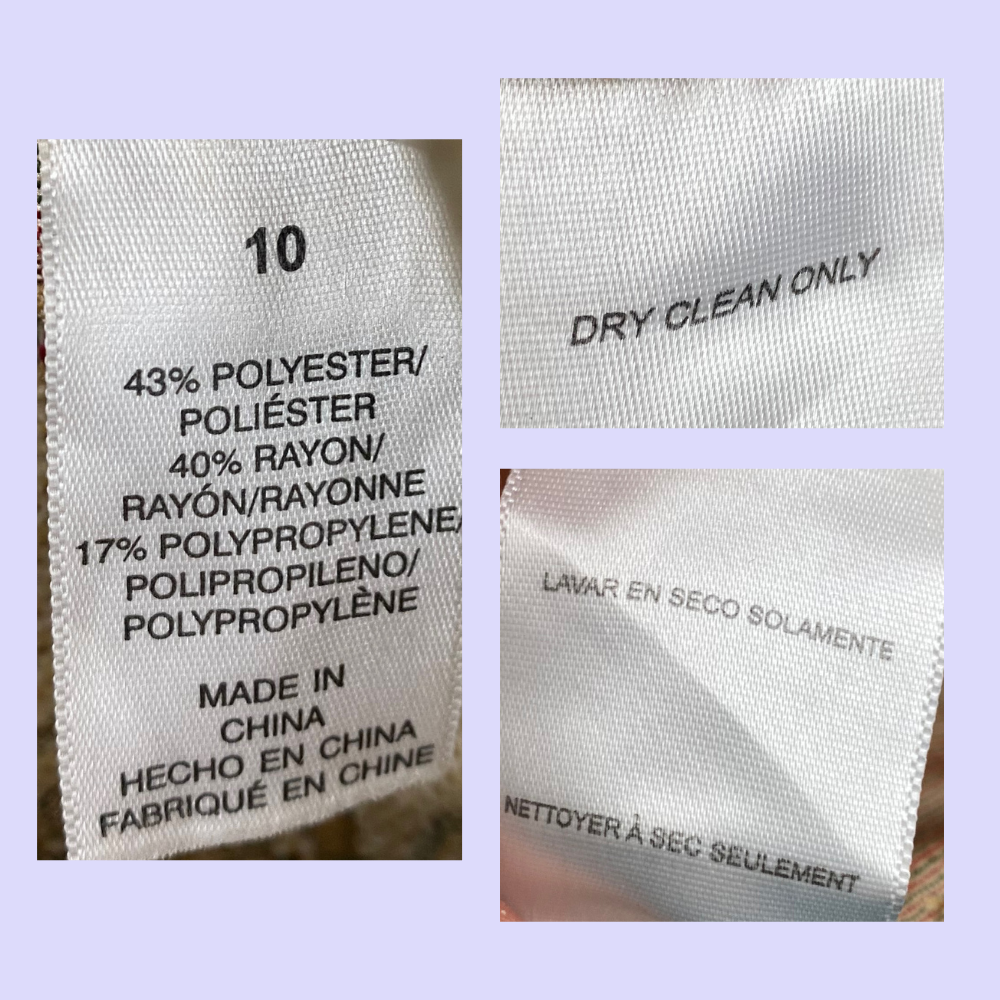 10
43% POLYESTER/
POLIÉSTER
40% RAYON/
RAYÓN/RAYONNE
17% POLYPROPYLENE/
POLIPROPILENO/
POLYPROPYLÈNE
MADE IN
CHINA
HECHO EN CHINA
FABRIQUÉ EN CHINE
DRY CLEAN ONLY
LAVAR EN SECO SOLAMENTE
NETTOYER À SEC SEULEMENT